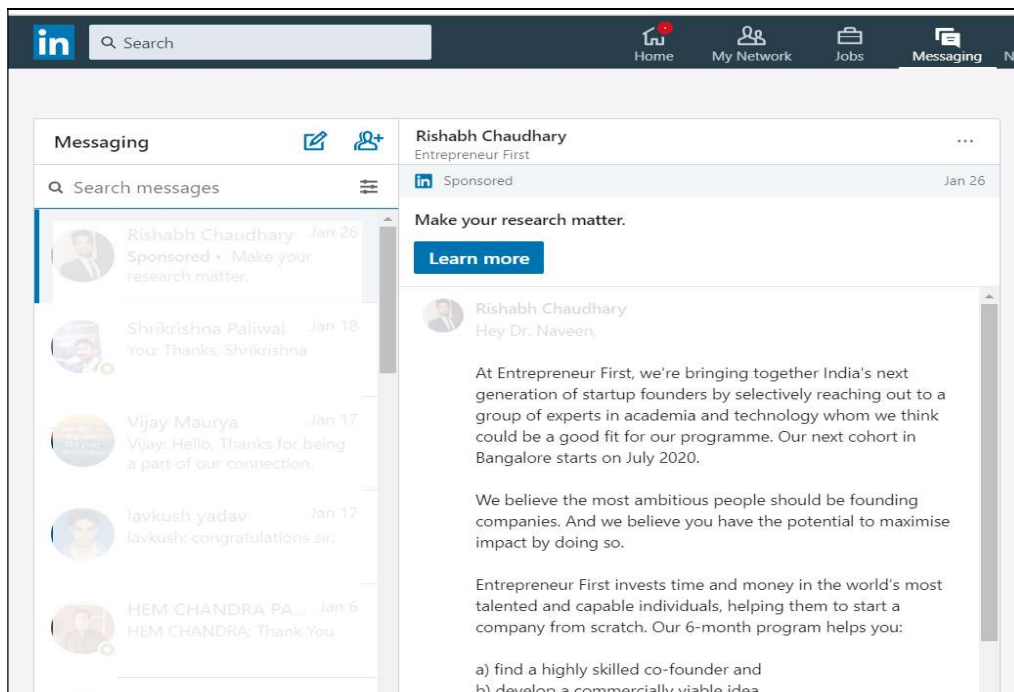 in Search
Home
My Network
Jobs
Messaging
N
Messaging
Search messages
Rishabh Chaudhary Jan 26
Sponsored • Make your
research matter.
Shrikrishna Paliwal Jan 18
You: Thanks, Shrikrishna
Vijay Maurya Jan 17
Vijay: Hello, Thanks for being
a part of our connection.
lavkush yadav Jan 17
lavkush: congratulations sir.
HEM CHANDRA PA... Jan 6
HEM CHANDRA: Thank You
Rishabh Chaudhary
Entrepreneur First
...
in Sponsored Jan 26
Make your research matter.
Learn more
Rishabh Chaudhary
Hey Dr. Naveen,
At Entrepreneur First, we're bringing together India's next
generation of startup founders by selectively reaching out to a
group of experts in academia and technology whom we think
could be a good fit for our programme. Our next cohort in
Bangalore starts on July 2020.
We believe the most ambitious people should be founding
companies. And we believe you have the potential to maximise
impact by doing so.
Entrepreneur First invests time and money in the world's most
talented and capable individuals, helping them to start a
company from scratch. Our 6-month program helps you:
a) find a highly skilled co-founder and
b) develop a commercially viable idea